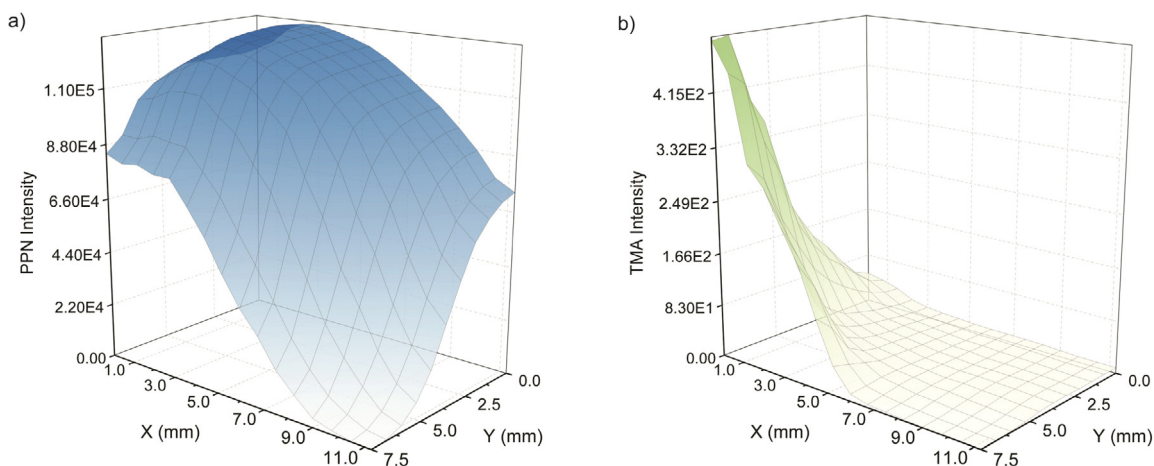 a)
1.10E5
8.80E4
6.60E4
4.40E4
2.20E4
0.00
PPN Intensity
1.0
3.0
5.0
7.0
9.0
11.0
X (mm)
0.0
2.5
5.0
7.5
Y (mm)
b)
4.15E2
3.32E2
2.49E2
1.66E2
8.30E1
0.00
TMA Intensity
1.0
3.0
5.0
7.0
9.0
11.0
X (mm)
0.0
2.5
5.0
7.5
Y (mm)